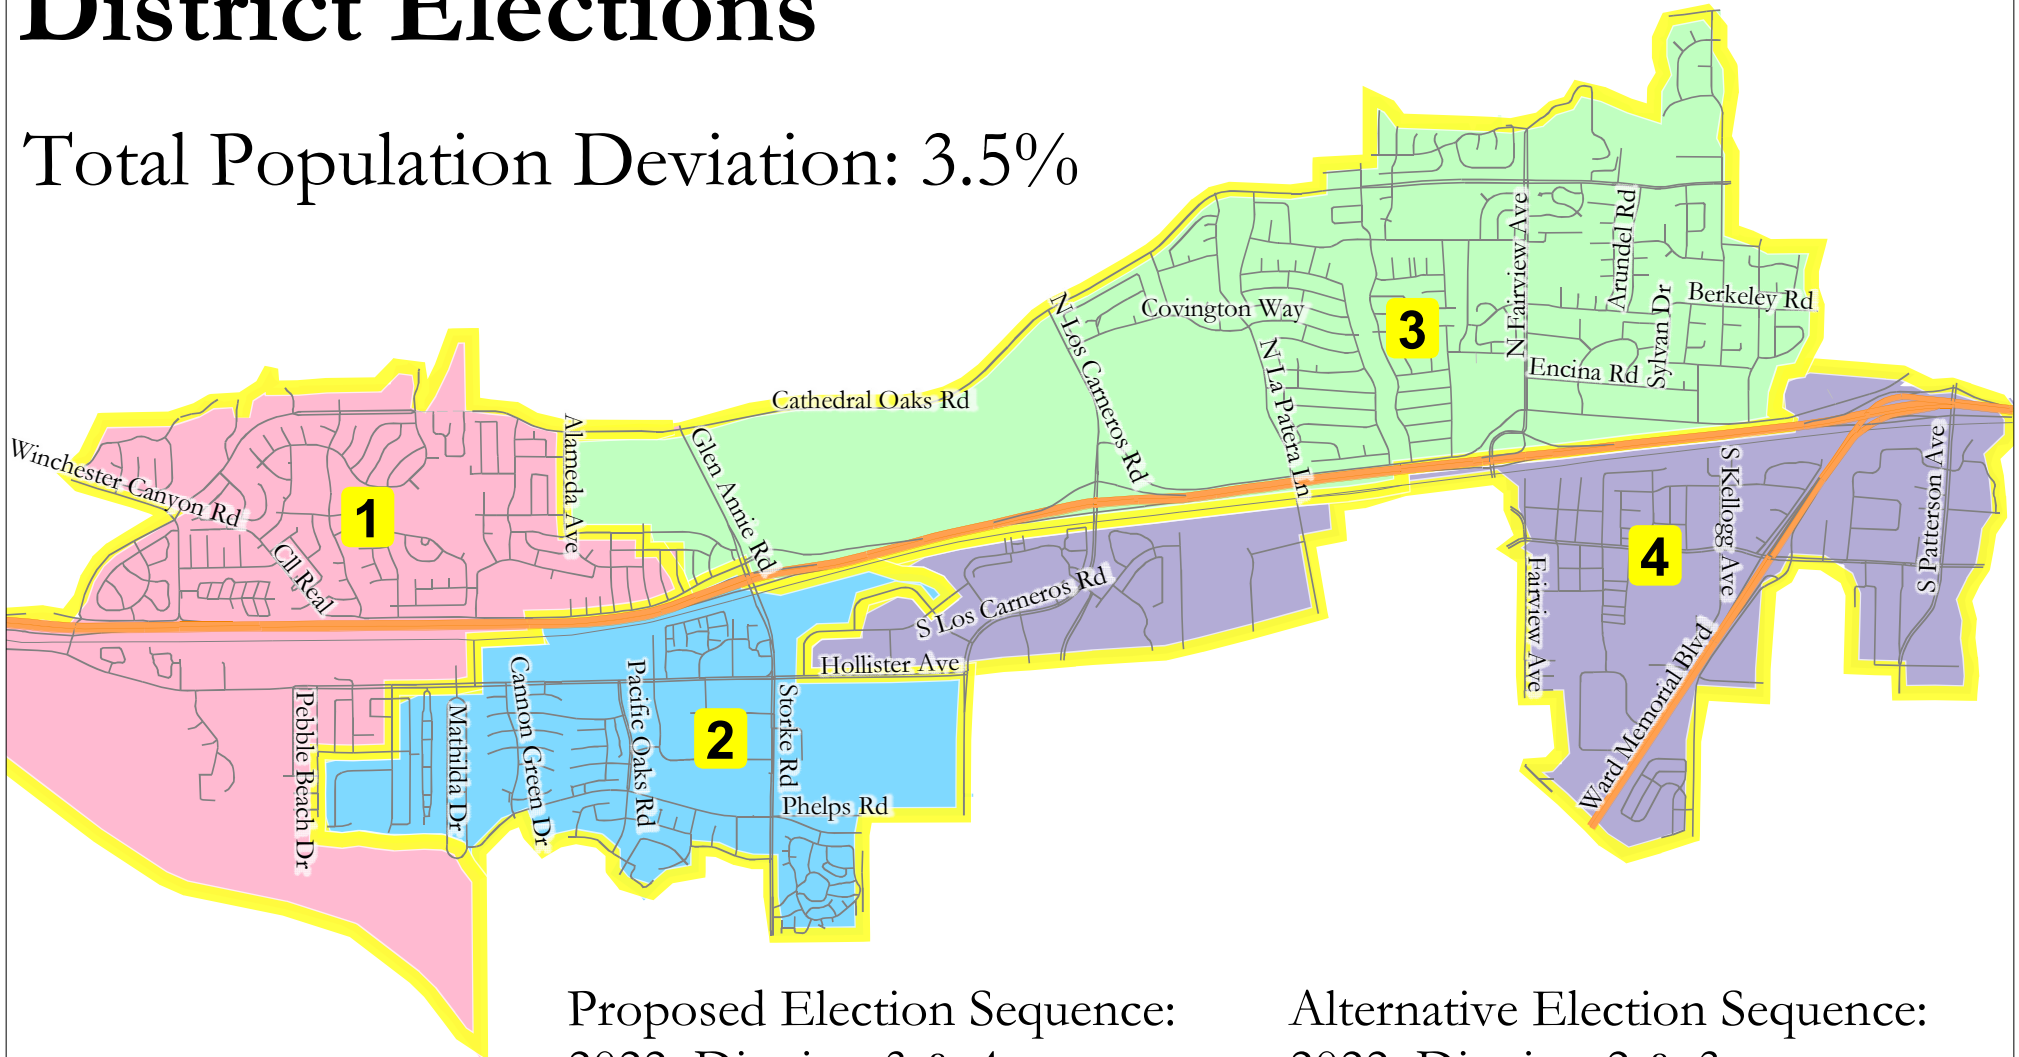 District Elections
Total Population Deviation: 3.5%
Cathedral Oaks Rd
Winchester Canyon Rd
Cll Real
Alameda Ave
Glen Annie Rd
N Los Carneros Rd
Covington Way
N La Patera Ln
N Fairview Ave
Arundel Rd
Sylvan Dr
Berkeley Rd
Encina Rd
1
3
4
2
S Kellogg Ave
S Patterson Ave
Fairview Ave
Ward Memorial Blvd
S Los Carneros Rd
Hollister Ave
Pebble Beach Dr
Mathilda Dr
Cannon Green Dr
Pacific Oaks Rd
Storke Rd
Phelps Rd
Proposed Election Sequence:
Alternative Election Sequence: